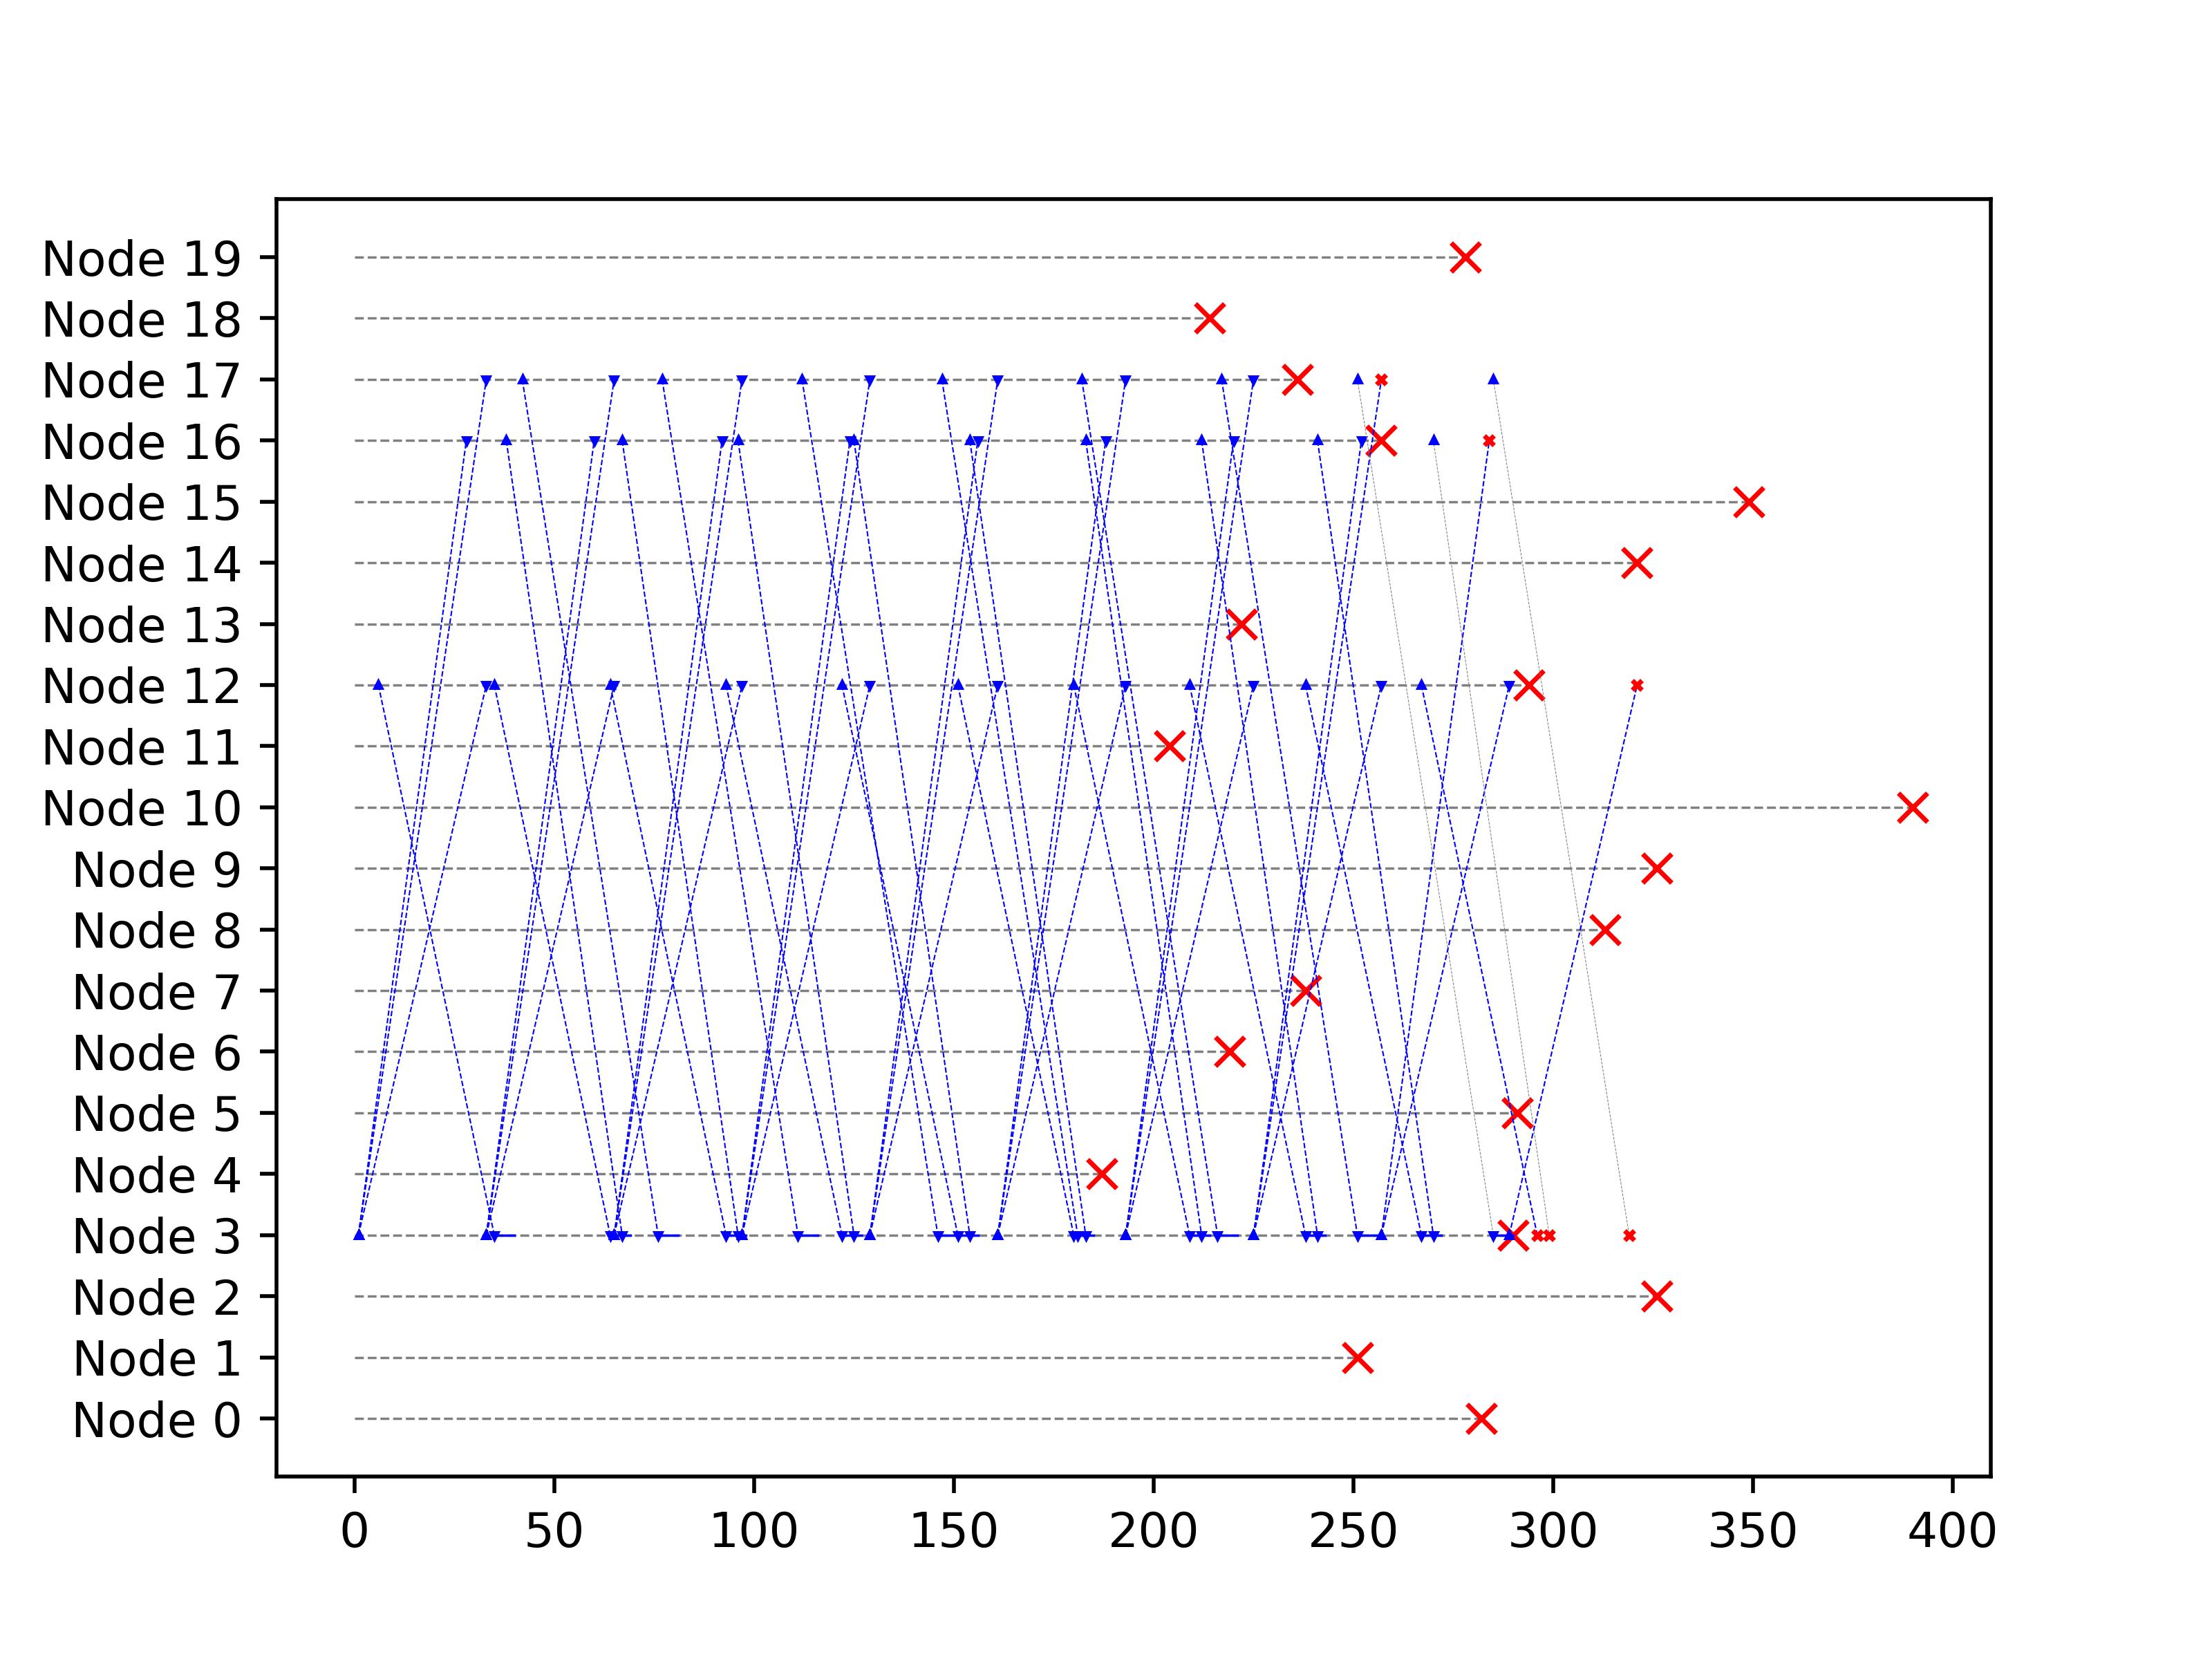 Node 19
Node 18
Node 17
Node 16
Node 15
Node 14
Node 13
Node 12
Node 11
Node 10
Node 9
Node 8
Node 7
Node 6
Node 5
Node 4
Node 3
Node 2
Node 1
Node 0
0 50 100 150 200 250 300 350 400